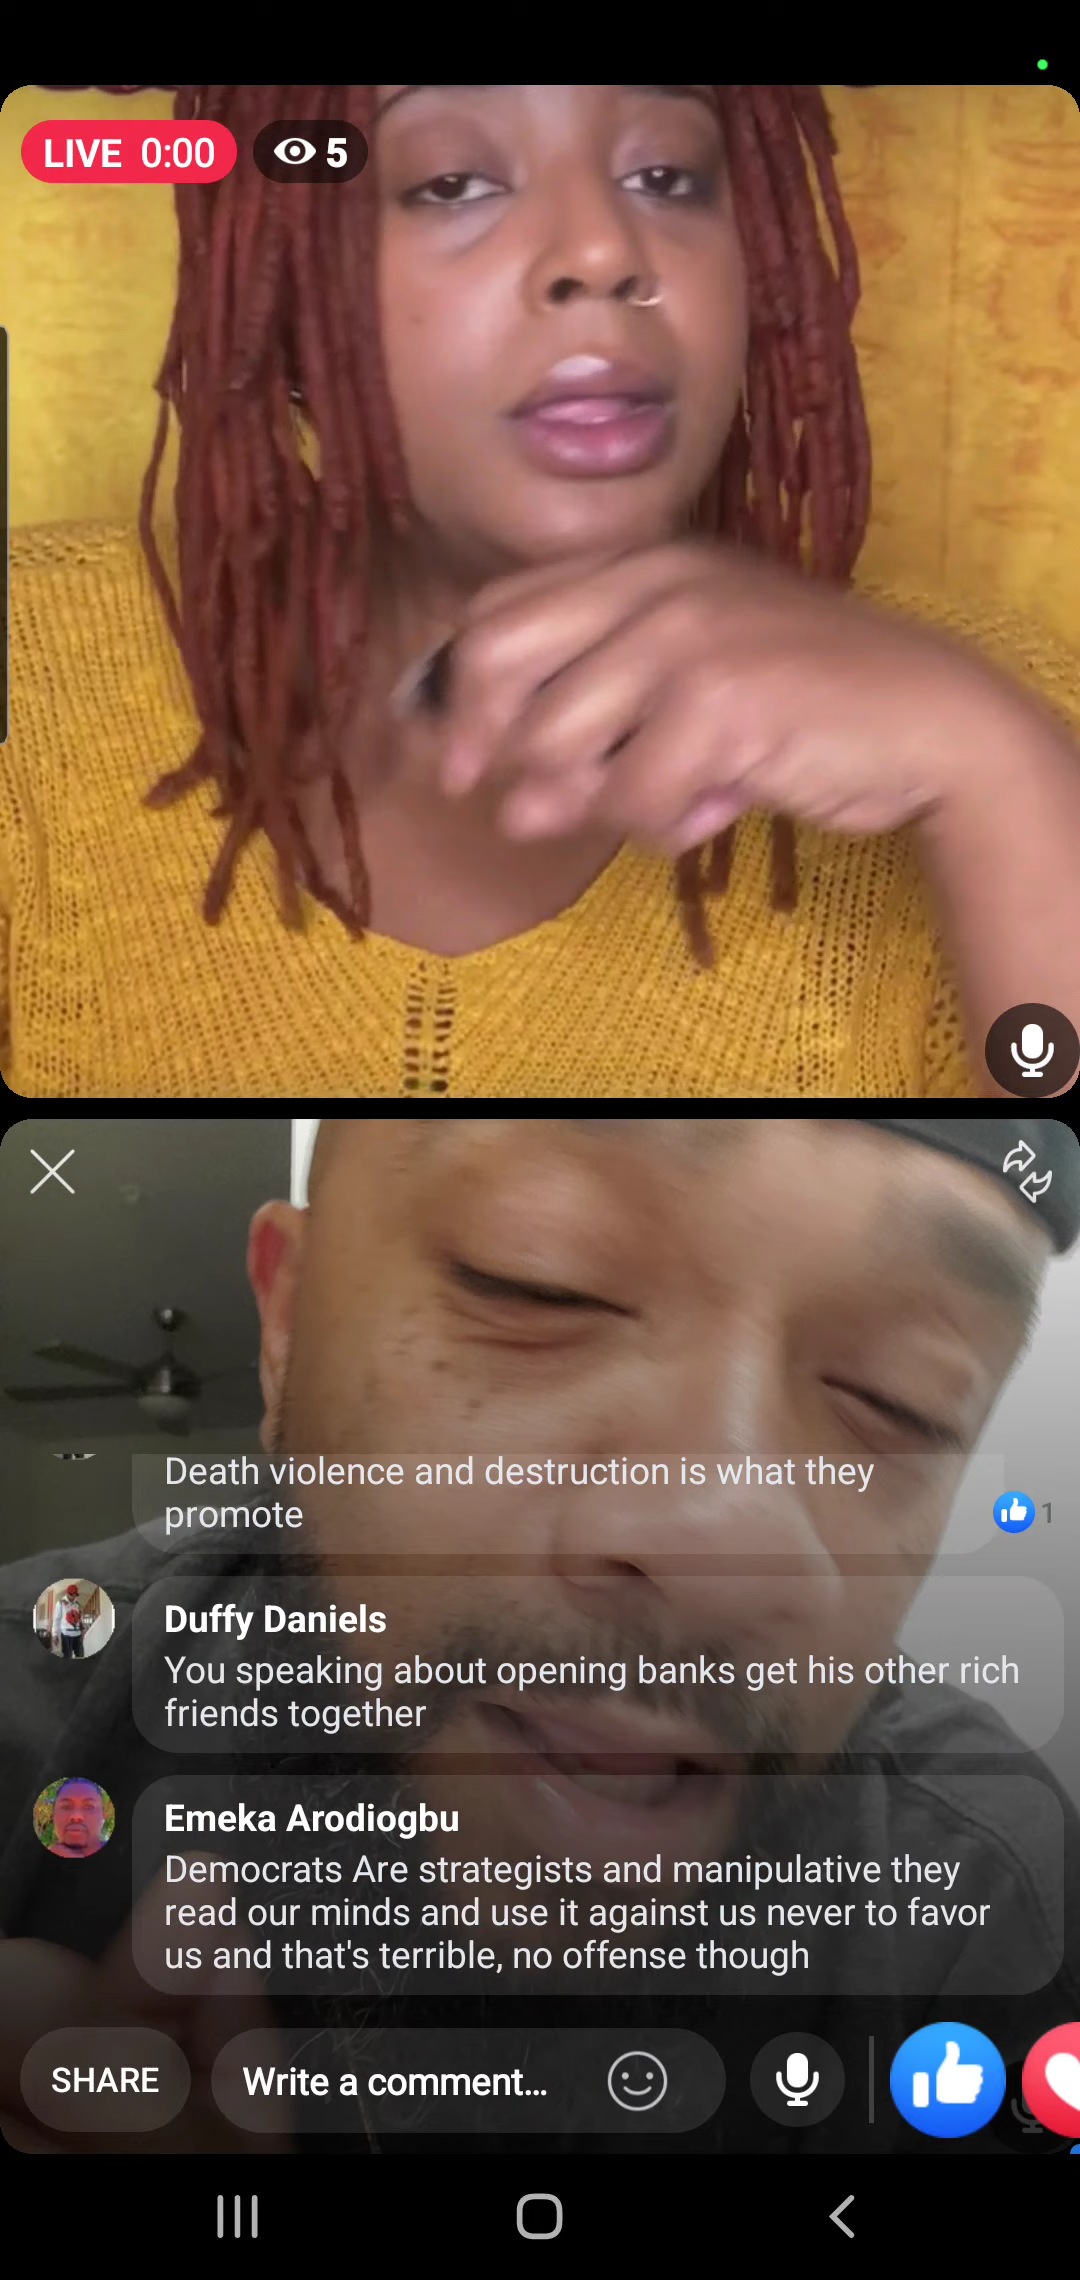 LIVE 0:00 5
Death violence and destruction is what they
promote
1
Duffy Daniels
You speaking about opening banks get his other rich
friends together
Emeka Arodiogbu
Democrats Are strategists and manipulative they
read our minds and use it against us never to favor
us and that's terrible, no offense though
SHARE Write a comment...